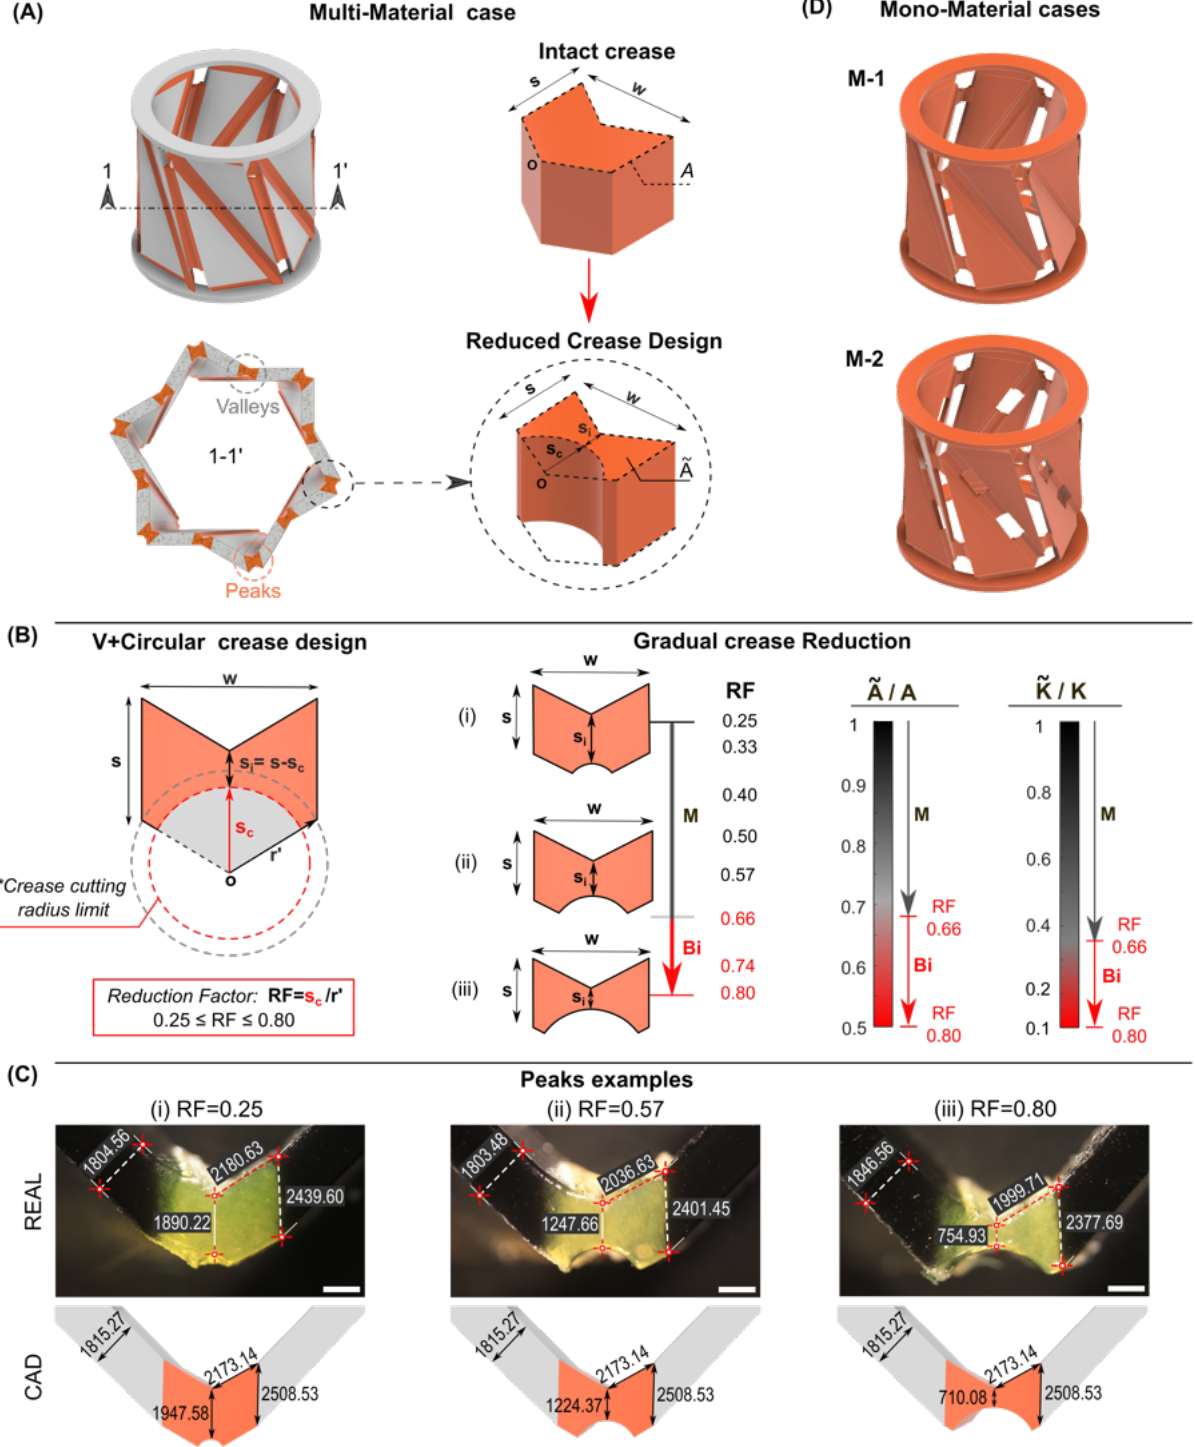 (A)
Multi-Material case
(D)
Mono-Material cases
Intact crease
s
w
o
A
1
1'
M-1
Reduced Crease Design
s
w
sᵢ
s_c
o
Ã
Valleys
1-1'
Peaks
M-2
(B)
V+Circular crease design
w
s
sᵢ= s-s_c
s_c
r'
o
*Crease cutting
radius limit
Reduction Factor: RF=s_c/r'
0.25 ≤ RF ≤ 0.80
Gradual crease Reduction
w
(i)
s
sᵢ
w
(ii)
s
sᵢ
w
(iii)
s
sᵢ
M
Bi
RF
0.25
0.33
0.40
0.50
0.57
0.66
0.74
0.80
Ã / A
1
0.9
0.8
0.7
0.6
0.5
M
RF
0.66
Bi
RF
0.80
K̃ / K
1
0.8
0.6
0.4
0.2
0.1
M
RF
0.66
Bi
RF
0.80
(C)
Peaks examples
(i) RF=0.25
(ii) RF=0.57
(iii) RF=0.80
REAL
1804.56
2180.63
2439.60
1890.22
1803.48
2036.63
2401.45
1247.66
1846.56
1999.71
2377.69
754.93
CAD
1815.27
2173.14
2508.53
1947.58
1815.27
2173.14
2508.53
1224.37
1815.27
2173.14
2508.53
710.08